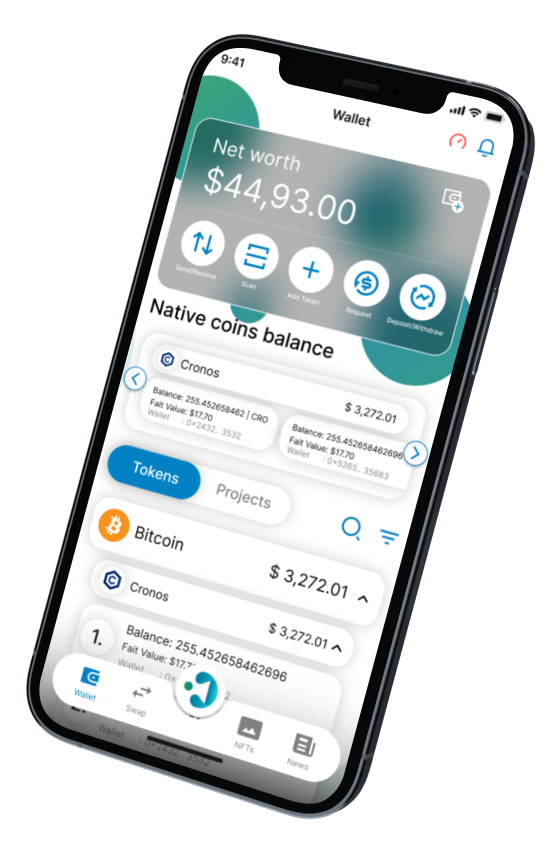 9:41
Wallet
Net worth
$44,93.00
Send/Receive
Scan
Add Token
Request
Deposit/Withdraw
Native coins balance
Cronos
$ 3,272.01
Balance: 255.452658462 | CRO
Fait Value: $17.70
Wallet : 0×2432.. 3532
Balance: 255.452658462696
Fait Value: $17.70
Wallet : 0×5265.. 35683
Tokens
Projects
Bitcoin
$ 3,272.01
Cronos
$ 3,272.01
1.
Balance: 255.452658462696
Fait Value: $17.7
Wallet : 0×
2
Wallet
Swap
NFTs
News
2.
Wallet : 0×2432.. 3532